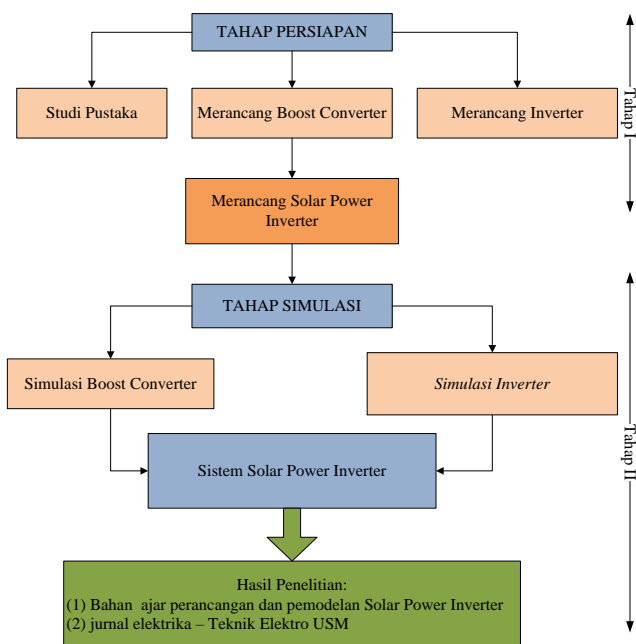 TAHAP PERSIAPAN
Studi Pustaka
Merancang Boost Converter
Merancang Inverter
Tahap I
Merancang Solar Power
Inverter
TAHAP SIMULASI
Simulasi Boost Converter
Simulasi Inverter
Tahap II
Sistem Solar Power Inverter
Hasil Penelitian:
(1) Bahan ajar perancangan dan pemodelan Solar Power Inverter
(2) jurnal elektrika – Teknik Elektro USM